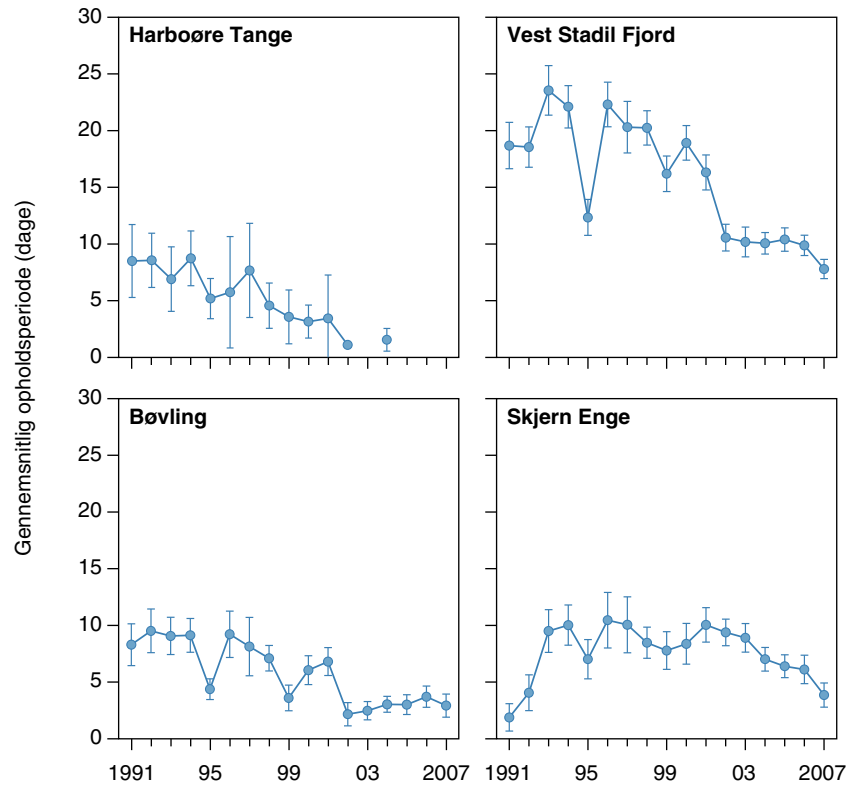 Gennemsnitlig opholdsperiode (dage)
Harboøre Tange
30
25
20
15
10
5
0
Vest Stadil Fjord
Bøvling
30
25
20
15
10
5
0
1991 95 99 03 2007
Skjern Enge
1991 95 99 03 2007